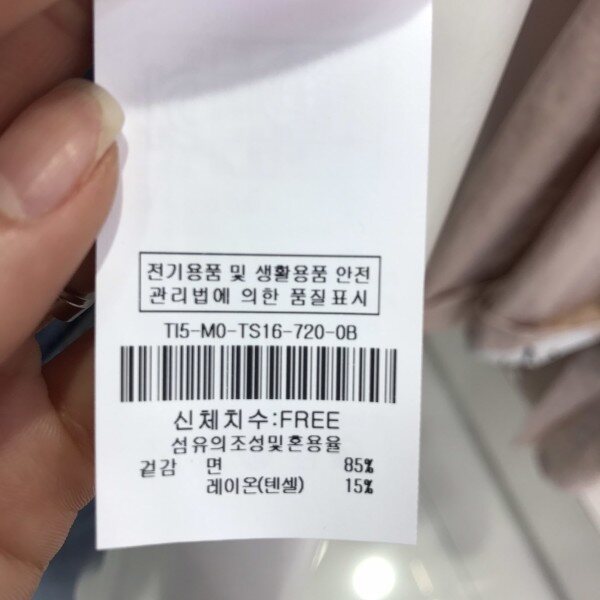 전기용품 및 생활용품 안전
관리법에 의한 품질표시
TI5-M0-TS16-720-0B
신체치수:FREE
섬유의조성및혼용율
겉감 면 85%
레이온(텐셀) 15%